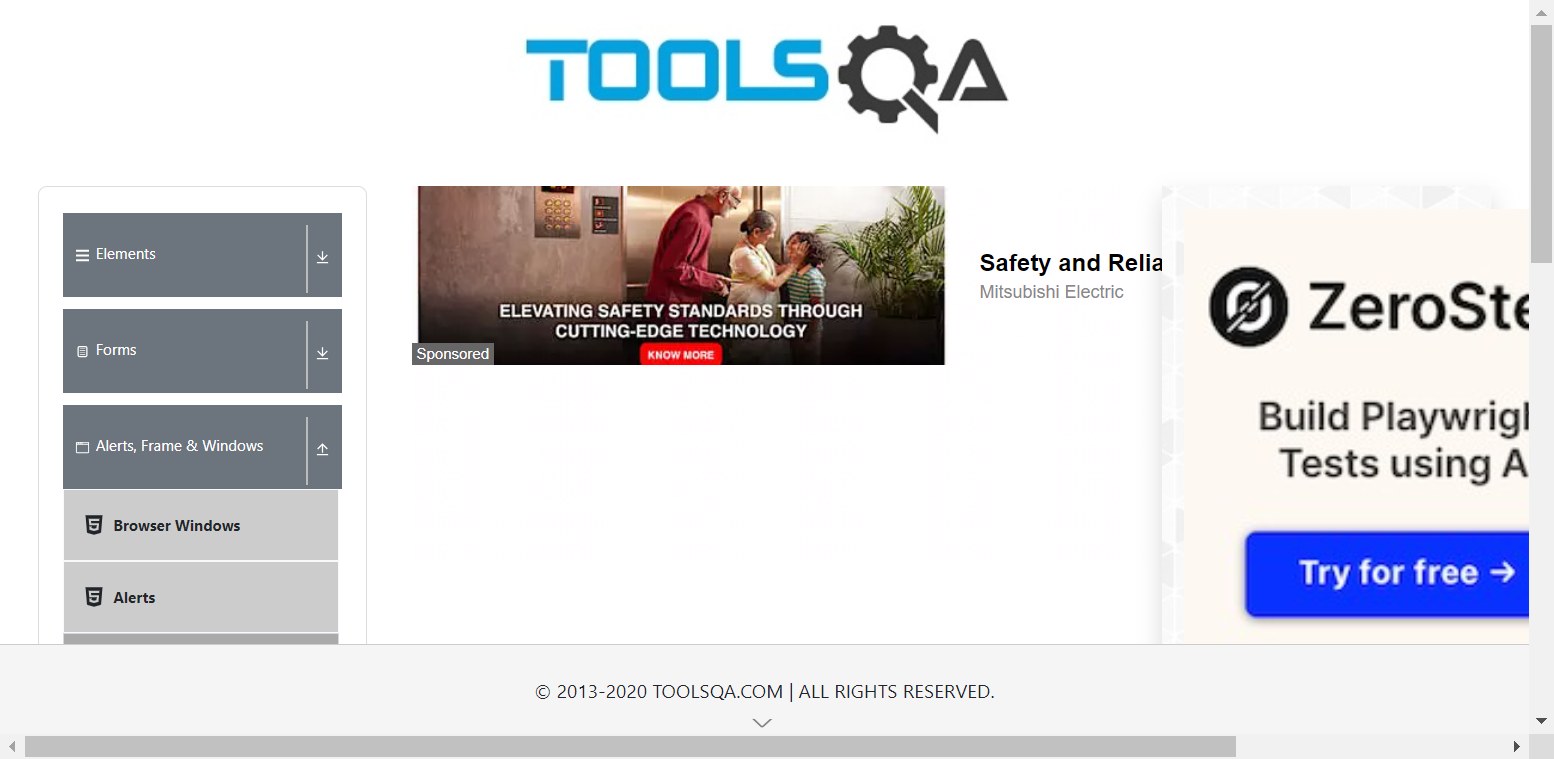 TOOLSQA
Elements
Forms
Alerts, Frame & Windows
Browser Windows
Alerts
ELEVATING SAFETY STANDARDS THROUGH
CUTTING-EDGE TECHNOLOGY
KNOW MORE
Sponsored
Safety and Relia
Mitsubishi Electric
ZeroSte
Build Playwrigh
Tests using A
Try for free →
© 2013-2020 TOOLSQA.COM | ALL RIGHTS RESERVED.